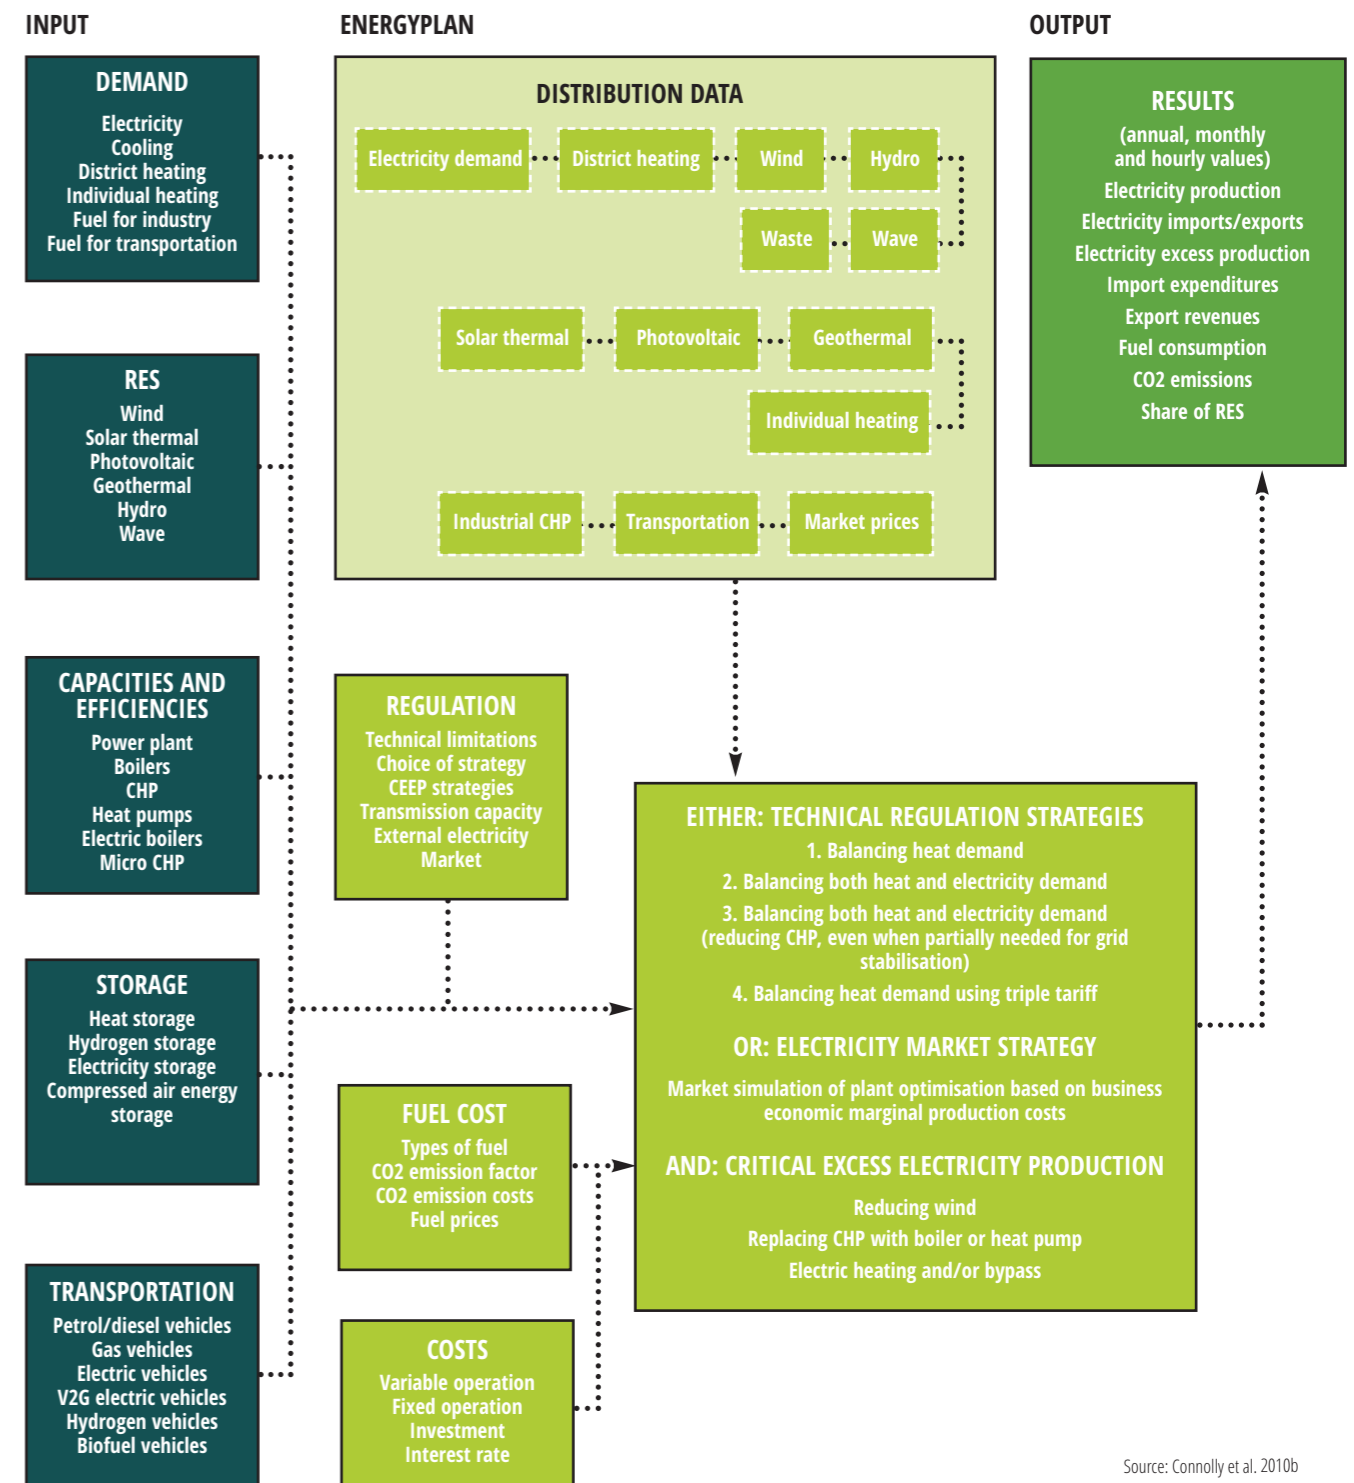 INPUT
DEMAND
Electricity
Cooling
District heating
Individual heating
Fuel for industry
Fuel for transportation
RES
Wind
Solar thermal
Photovoltaic
Geothermal
Hydro
Wave
CAPACITIES AND
EFFICIENCIES
Power plant
Boilers
CHP
Heat pumps
Electric boilers
Micro CHP
STORAGE
Heat storage
Hydrogen storage
Electricity storage
Compressed air energy
storage
TRANSPORTATION
Petrol/diesel vehicles
Gas vehicles
Electric vehicles
V2G electric vehicles
Hydrogen vehicles
Biofuel vehicles
ENERGYPLAN
DISTRIBUTION DATA
Electricity demand
District heating
Wind
Hydro
Waste
Wave
Solar thermal
Photovoltaic
Geothermal
Individual heating
Industrial CHP
Transportation
Market prices
REGULATION
Technical limitations
Choice of strategy
CEEP strategies
Transmission capacity
External electricity
Market
FUEL COST
Types of fuel
CO2 emission factor
CO2 emission costs
Fuel prices
COSTS
Variable operation
Fixed operation
Investment
Interest rate
EITHER: TECHNICAL REGULATION STRATEGIES
1. Balancing heat demand
2. Balancing both heat and electricity demand
3. Balancing both heat and electricity demand
(reducing CHP, even when partially needed for grid
stabilisation)
4. Balancing heat demand using triple tariff
OR: ELECTRICITY MARKET STRATEGY
Market simulation of plant optimisation based on business
economic marginal production costs
AND: CRITICAL EXCESS ELECTRICITY PRODUCTION
Reducing wind
Replacing CHP with boiler or heat pump
Electric heating and/or bypass
OUTPUT
RESULTS
(annual, monthly
and hourly values)
Electricity production
Electricity imports/exports
Electricity excess production
Import expenditures
Export revenues
Fuel consumption
CO2 emissions
Share of RES
Source: Connolly et al. 2010b